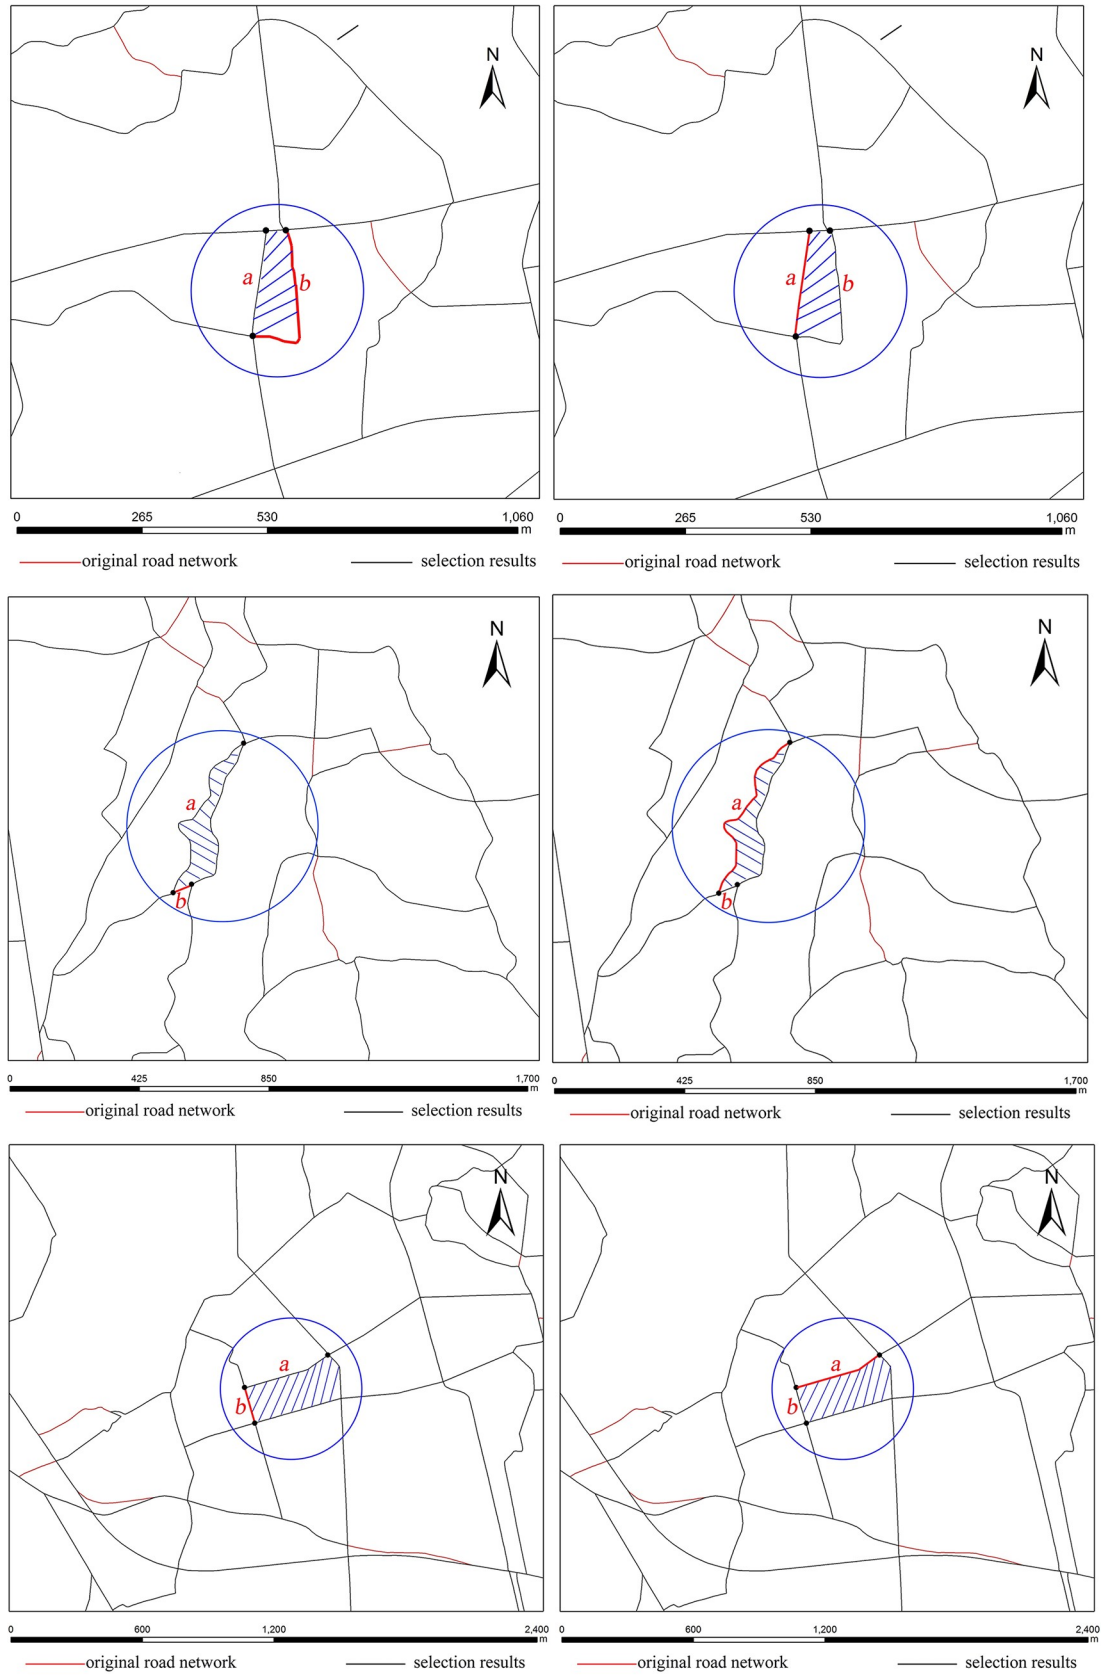 N
N
a
b
a
b
0 265 530 1,060
m
0 265 530 1,060
m
original road network selection results
original road network selection results
N
N
a
b
a
b
0 425 850 1,700
m
0 425 850 1,700
m
original road network selection results
original road network selection results
N
N
a
b
a
b
0 600 1,200 2,400
m
0 600 1,200 2,400
m
original road network selection results
original road network selection results